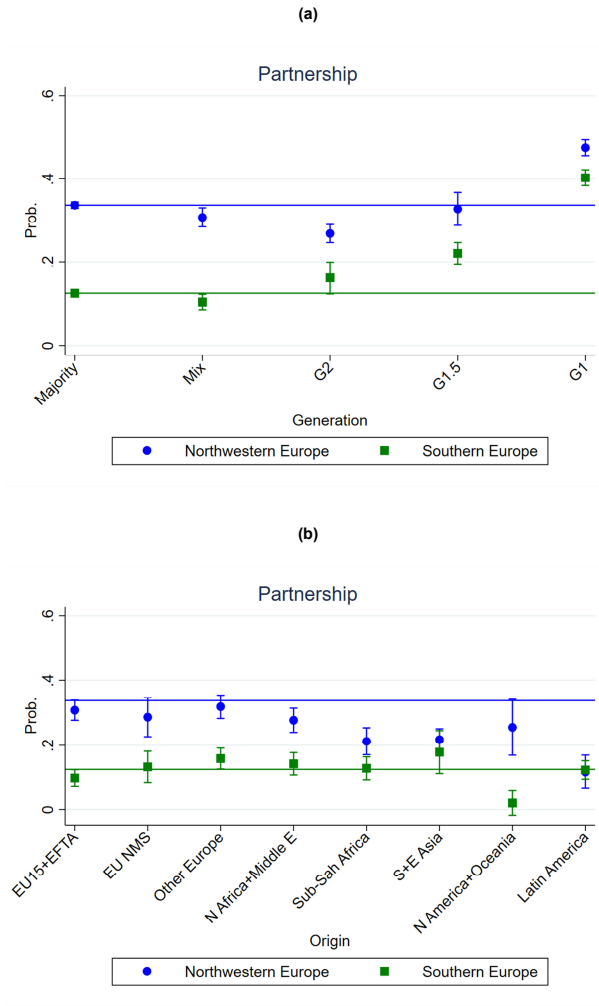 (a)
Partnership
.6
.4
.2
0
Prob.
Majority
Mix
G2
G1.5
G1
Generation
Northwestern Europe
Southern Europe
(b)
Partnership
.6
.4
.2
0
Prob.
EU15+EFTA
EU NMS
Other Europe
N Africa+Middle E
Sub-Sah Africa
S+E Asia
N America+Oceania
Latin America
Origin
Northwestern Europe
Southern Europe